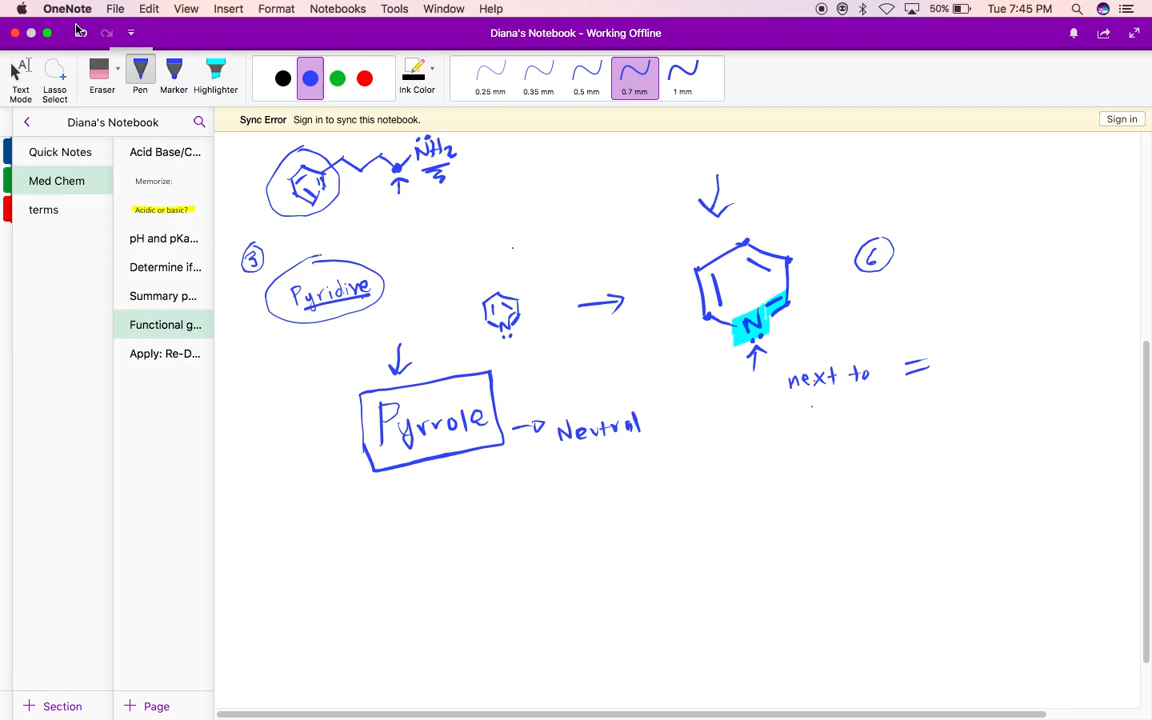 OneNote File Edit View Insert Format Notebooks Tools Window Help 50% Tue 7:45 PM
Diana's Notebook - Working Offline
Text Mode
Lasso Select
Eraser
Pen
Marker
Highlighter
Ink Color
0.25 mm
0.35 mm
0.5 mm
0.7 mm
1 mm
Diana's Notebook
Sync Error Sign in to sync this notebook.
Sign in
Quick Notes
Med Chem
terms
Acid Base/C...
Memorize:
Acidic or basic?
pH and pKa...
Determine if...
Summary p...
Functional g...
Apply: Re-D...
NH2
3
Pyridive
N
N
6
next to =
Pyrrole
Neutral
+ Section
+ Page